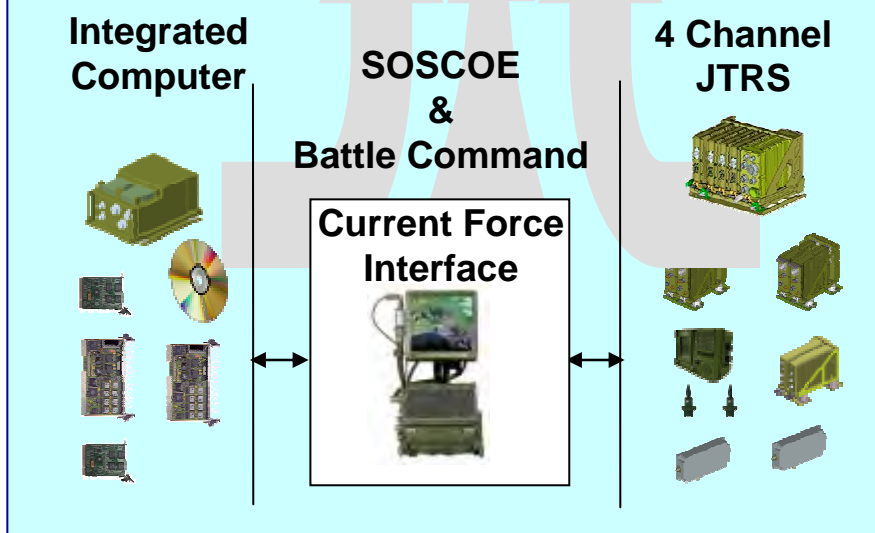 Integrated
Computer
SOSCOE
&
Battle Command
4 Channel
JTRS
Current Force
Interface